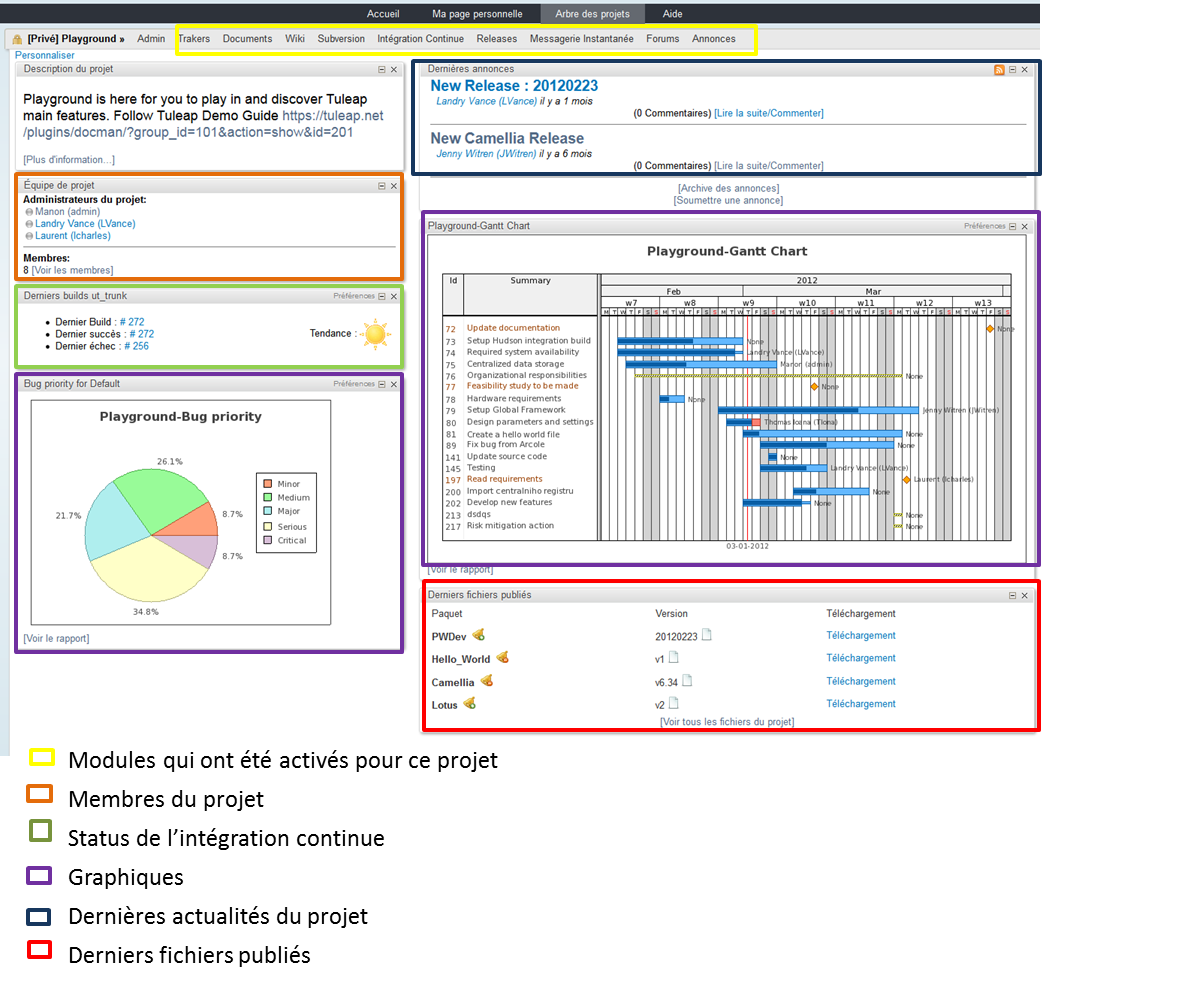 Accueil Ma page personnelle Arbre des projets Aide
[Privé] Playground » Admin Trakers Documents Wiki Subversion Intégration Continue Releases Messagerie Instantanée Forums Annonces
Personnaliser
Description du projet
Playground is here for you to play in and discover Tuleap
main features. Follow Tuleap Demo Guide https://tuleap.net
/plugins/docman/?group_id=101&action=show&id=201
[Plus d'information...]
Équipe de projet
Administrateurs du projet:
Manon (admin)
Landry Vance (LVance)
Laurent (lcharles)
Membres:
8 [Voir les membres]
Derniers builds ut_trunk Préférences
Dernier Build : # 272
Dernier succès : # 272
Dernier échec : # 256
Tendance :
Bug priority for Default Préférences
Playground-Bug priority
26.1%
21.7%
8.7%
8.7%
34.8%
Minor
Medium
Major
Serious
Critical
[Voir le rapport]
Dernières annonces
New Release : 20120223
Landry Vance (LVance) il y a 1 mois
(0 Commentaires) [Lire la suite/Commenter]
New Camellia Release
Jenny Witren (JWitren) il y a 6 mois
(0 Commentaires) [Lire la suite/Commenter]
[Archive des annonces]
[Soumettre une annonce]
Playground-Gantt Chart Préférences
Playground-Gantt Chart
Id Summary 2012
Feb Mar
w7 w8 w9 w10 w11 w12 w13
M T W T F S S M T W T F S S M T W T F S S M T W T F S S M T W T F S S M T W T F S S M T W T F S S
72 Update documentation None
73 Setup Hudson integration build None
74 Required system availability Landry Vance (LVance)
75 Centralized data storage Manon (admin)
76 Organizational responsibilities None
77 Feasibility study to be made None
78 Hardware requirements None
79 Setup Global Framework Jenny Witren (JWitren)
80 Design parameters and settings Thomas Ioana (TIona)
81 Create a hello world file None
89 Fix bug from Arcole None
141 Update source code None
145 Testing Landry Vance (LVance)
197 Read requirements Laurent (lcharles)
200 Import centralniho registru None
202 Develop new features None
213 dsdqs None
217 Risk mitigation action None
03-01-2012
[Voir le rapport]
Derniers fichiers publiés
Paquet Version Téléchargement
PWDev 20120223 Téléchargement
Hello_World v1 Téléchargement
Camellia v6.34 Téléchargement
Lotus v2 Téléchargement
[Voir tous les fichiers du projet]
Modules qui ont été activés pour ce projet
Membres du projet
Status de l’intégration continue
Graphiques
Dernières actualités du projet
Derniers fichiers publiés